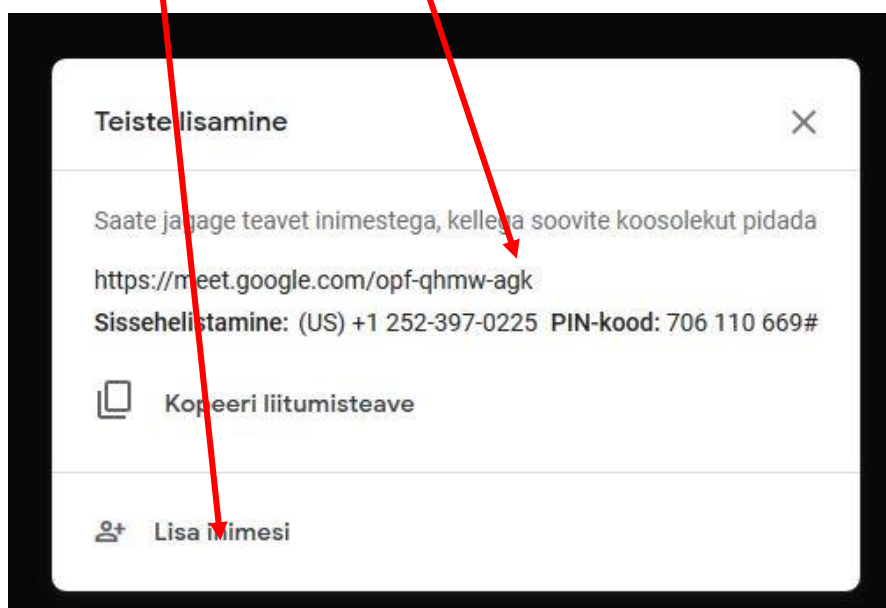 Teiste lisamine
Saate jagage teavet inimestega, kellega soovite koosolekut pidada
https://meet.google.com/opf-qhmw-agk
Sissehelistamine: (US) +1 252-397-0225 PIN-kood: 706 110 669#
Kopeeri liitumisteave
Lisa inimesi